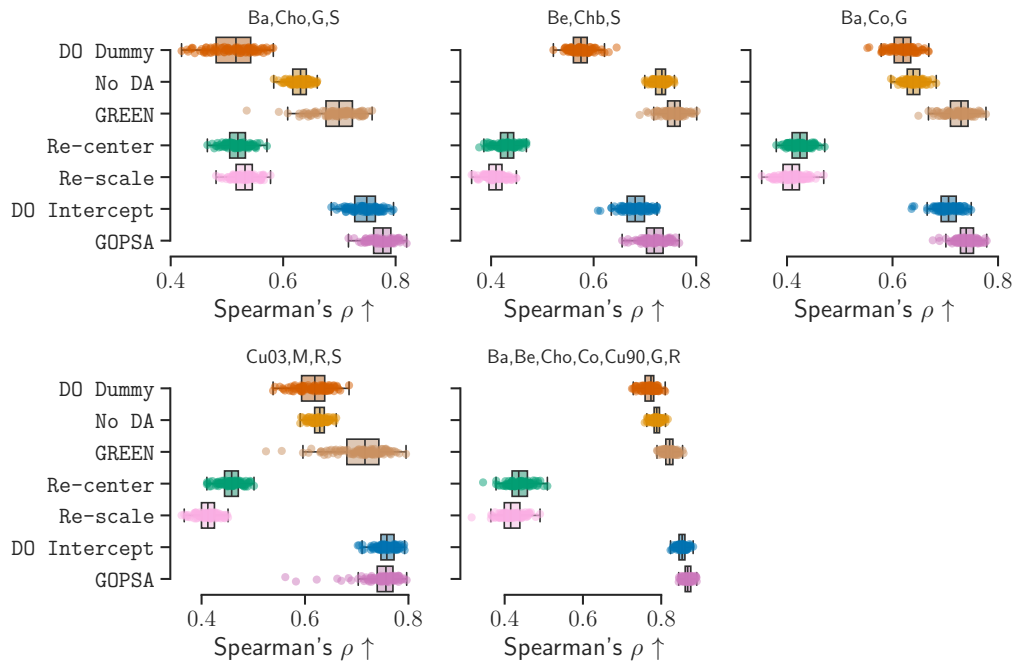 Ba,Cho,G,S
Be,Chb,S
Ba,Co,G
DO Dummy
No DA
GREEN
Re-center
Re-scale
DO Intercept
GOPSA
0.4 0.6 0.8
0.4 0.6 0.8
0.4 0.6 0.8
Spearman's ρ ↑
Spearman's ρ ↑
Spearman's ρ ↑
Cu03,M,R,S
Ba,Be,Cho,Co,Cu90,G,R
DO Dummy
No DA
GREEN
Re-center
Re-scale
DO Intercept
GOPSA
0.4 0.6 0.8
0.4 0.6 0.8
Spearman's ρ ↑
Spearman's ρ ↑